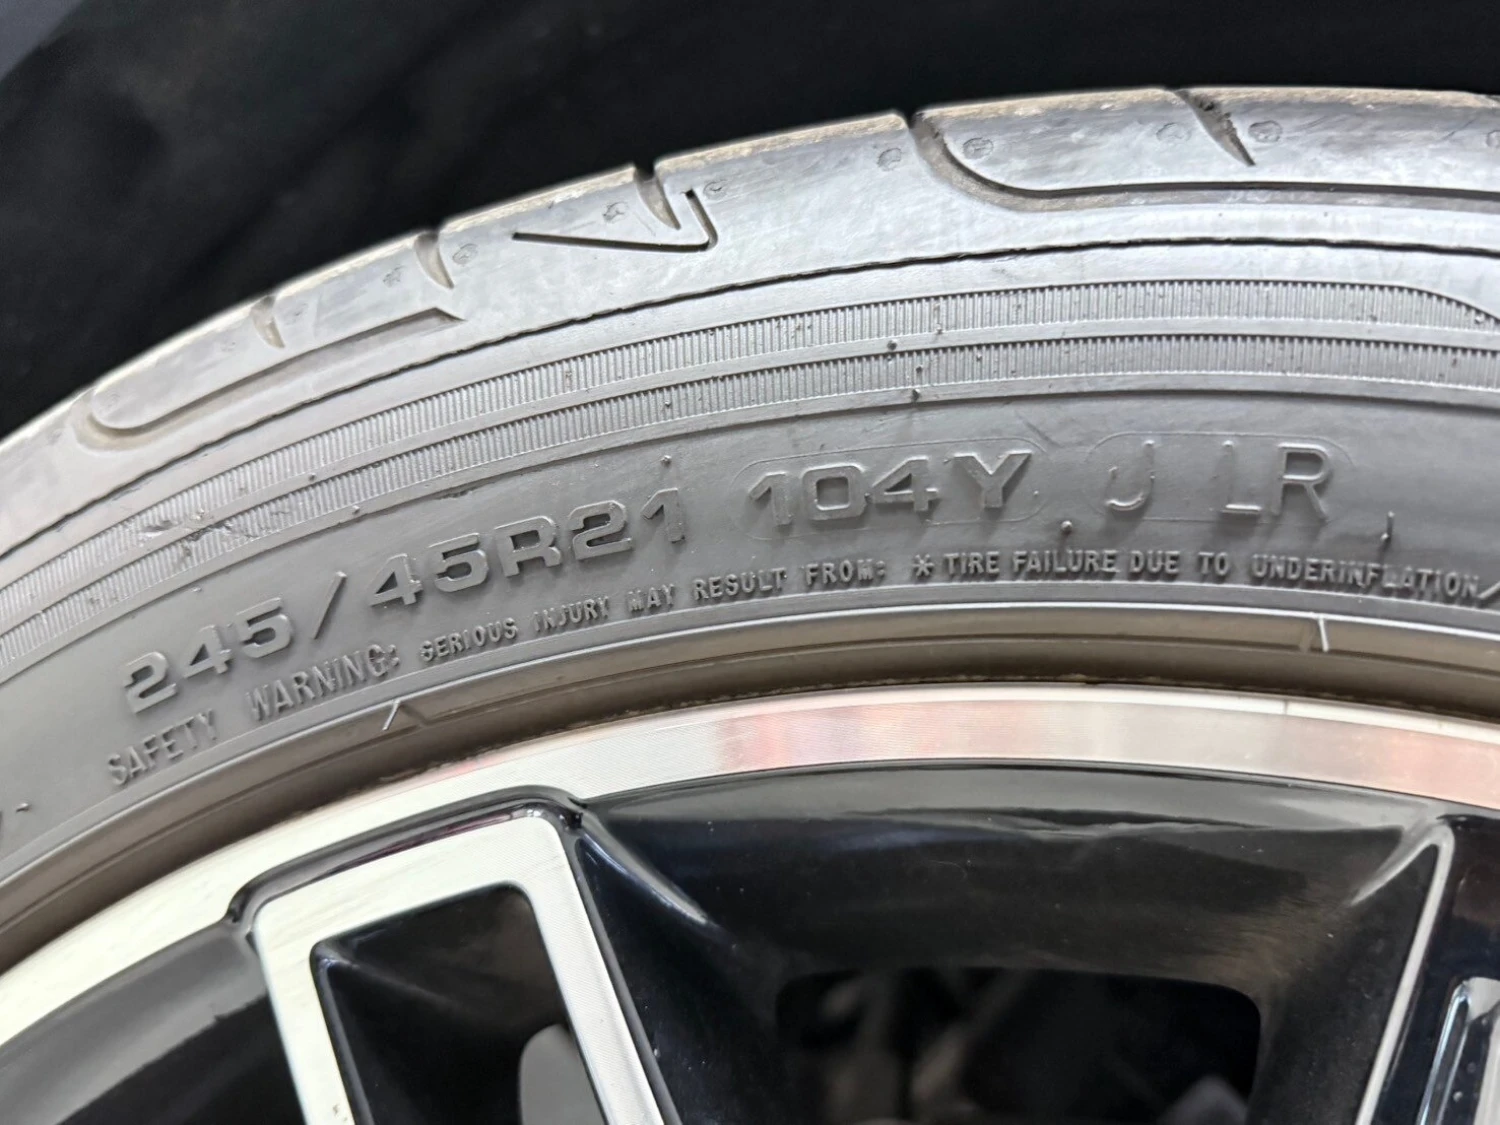 245/45R21 104Y J LR
SAFETY WARNING: SERIOUS INJURY MAY RESULT FROM: * TIRE FAILURE DUE TO UNDERINFLATION/